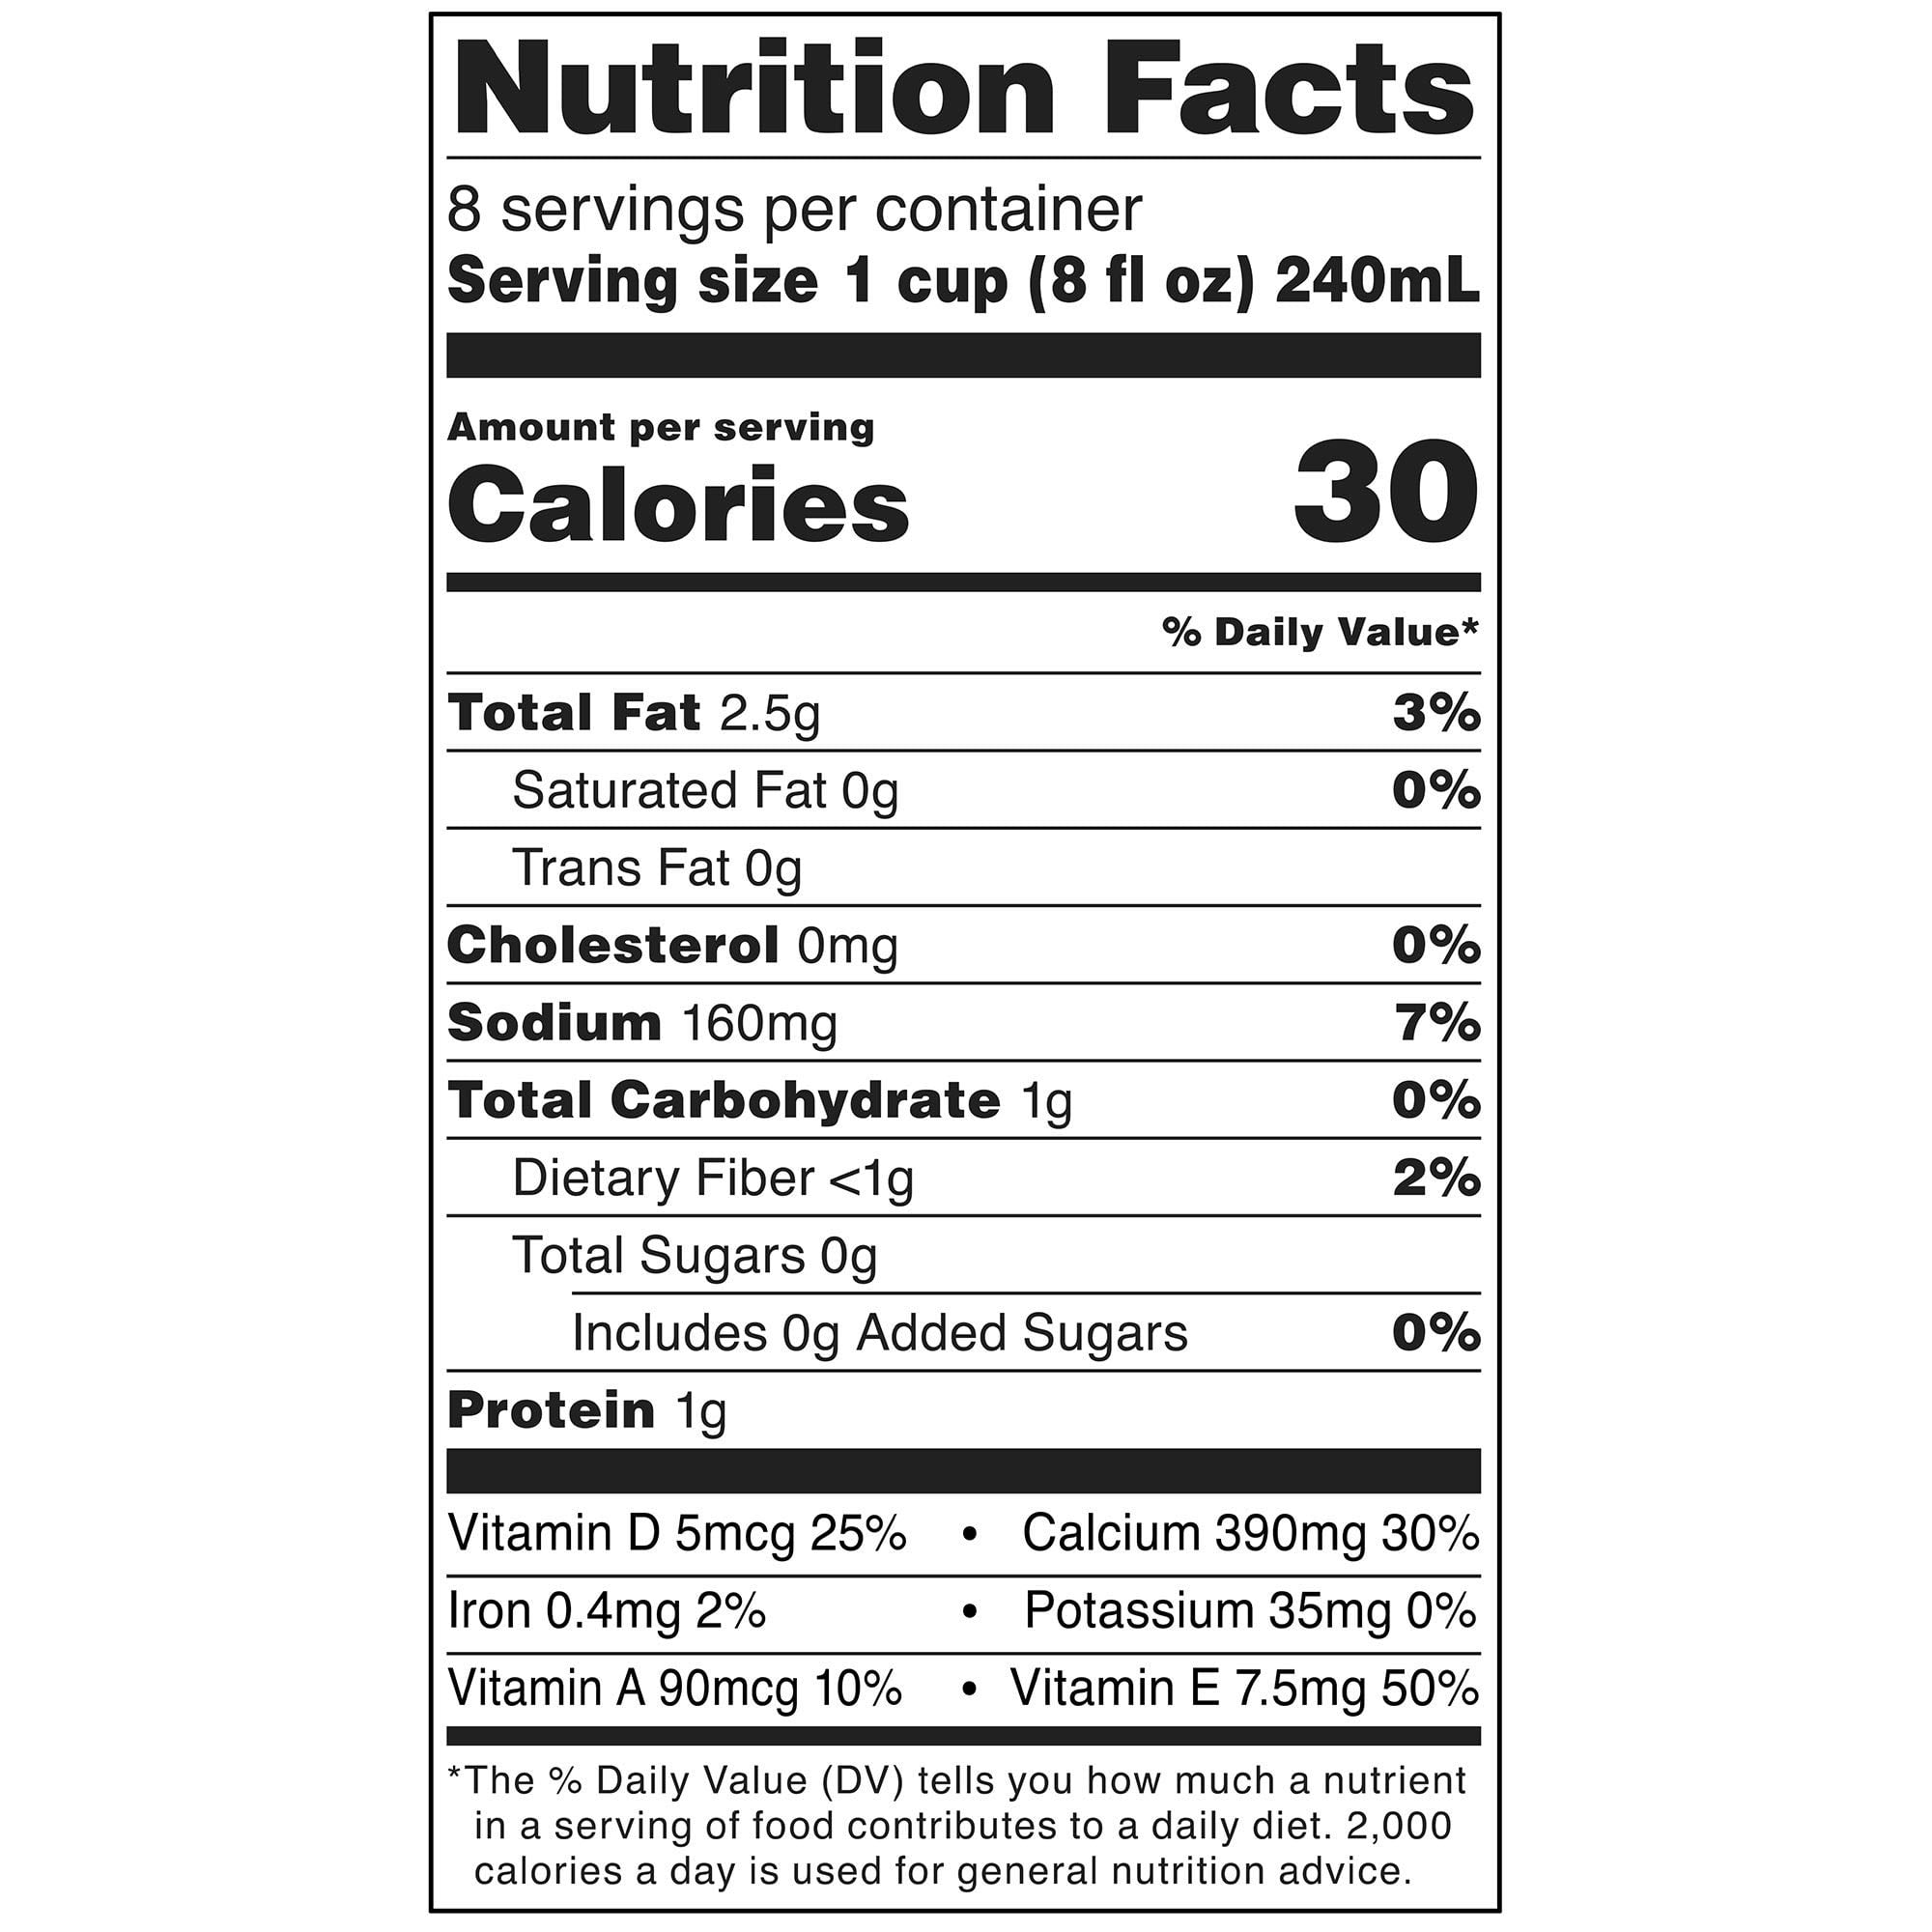 Nutrition Facts
8 servings per container
Serving size 1 cup (8 fl oz) 240mL
Amount per serving
Calories 30
% Daily Value*
Total Fat 2.5g 3%
Saturated Fat 0g 0%
Trans Fat 0g
Cholesterol 0mg 0%
Sodium 160mg 7%
Total Carbohydrate 1g 0%
Dietary Fiber <1g 2%
Total Sugars 0g
Includes 0g Added Sugars 0%
Protein 1g
Vitamin D 5mcg 25% • Calcium 390mg 30%
Iron 0.4mg 2% • Potassium 35mg 0%
Vitamin A 90mcg 10% • Vitamin E 7.5mg 50%
*The % Daily Value (DV) tells you how much a nutrient
in a serving of food contributes to a daily diet. 2,000
calories a day is used for general nutrition advice.